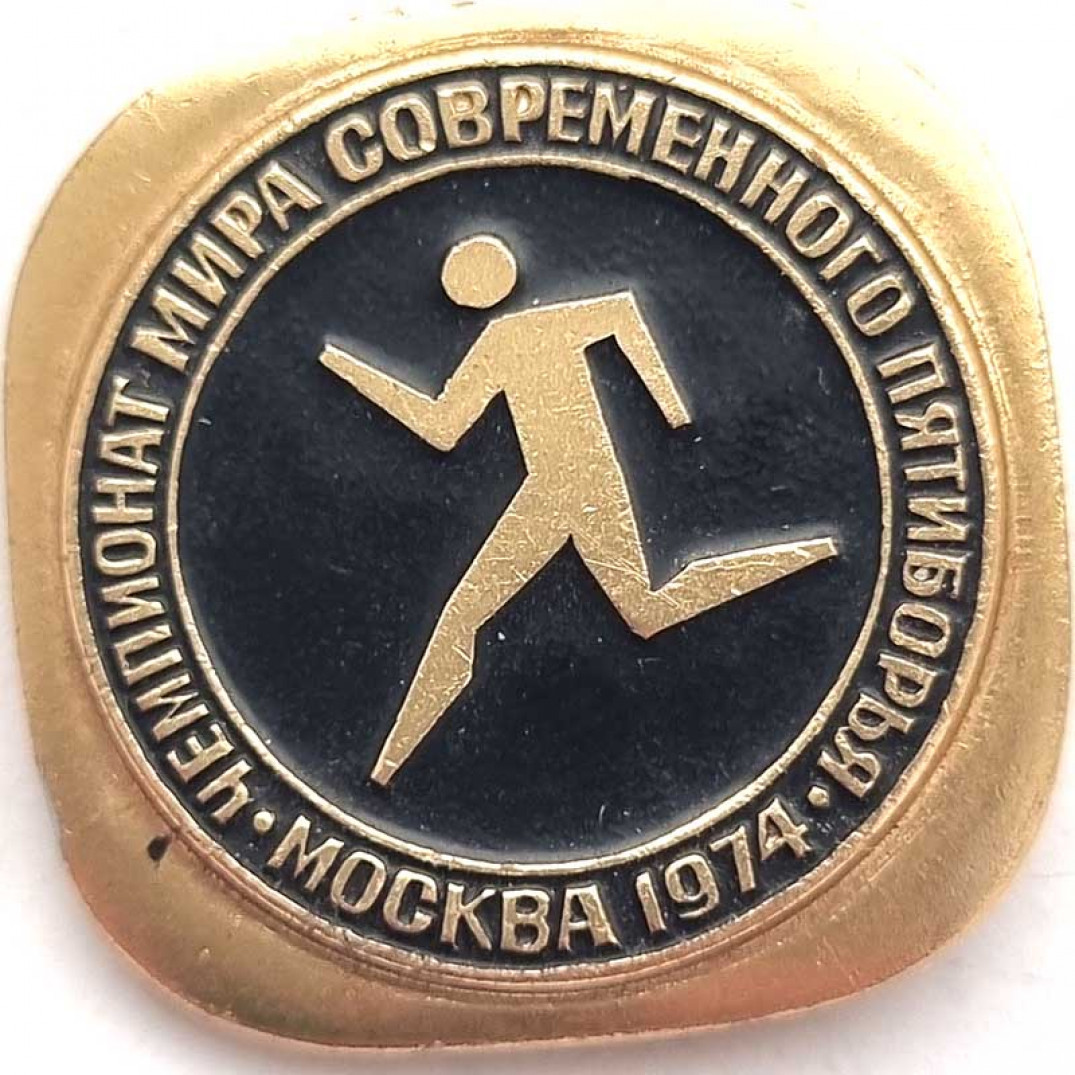 ЧЕМПИОНАТ МИРА СОВРЕМЕННОГО ПЯТИБОРЬЯ
· МОСКВА 1974 ·